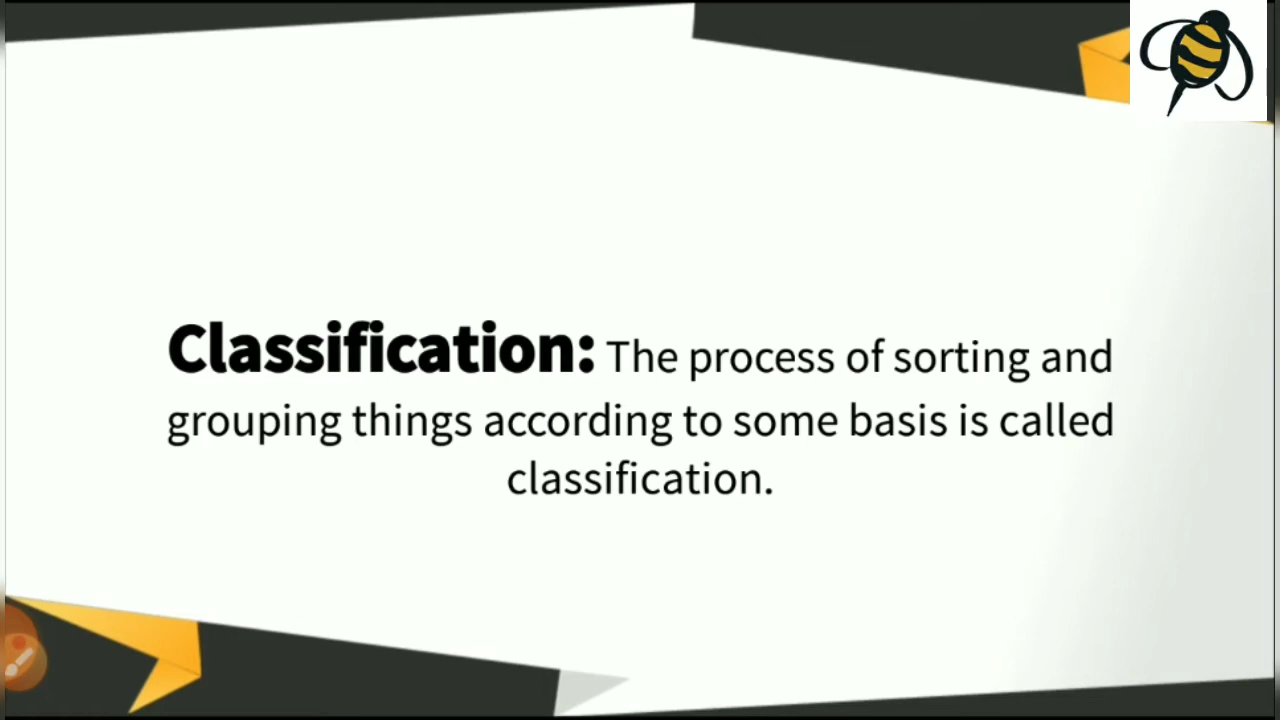 Classification: The process of sorting and
grouping things according to some basis is called
classification.